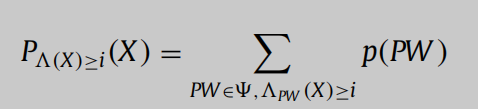 P_{Λ(X)≥i}(X) = ∑_{PW∈Ψ, Λ_{PW}(X)≥i} p(PW)